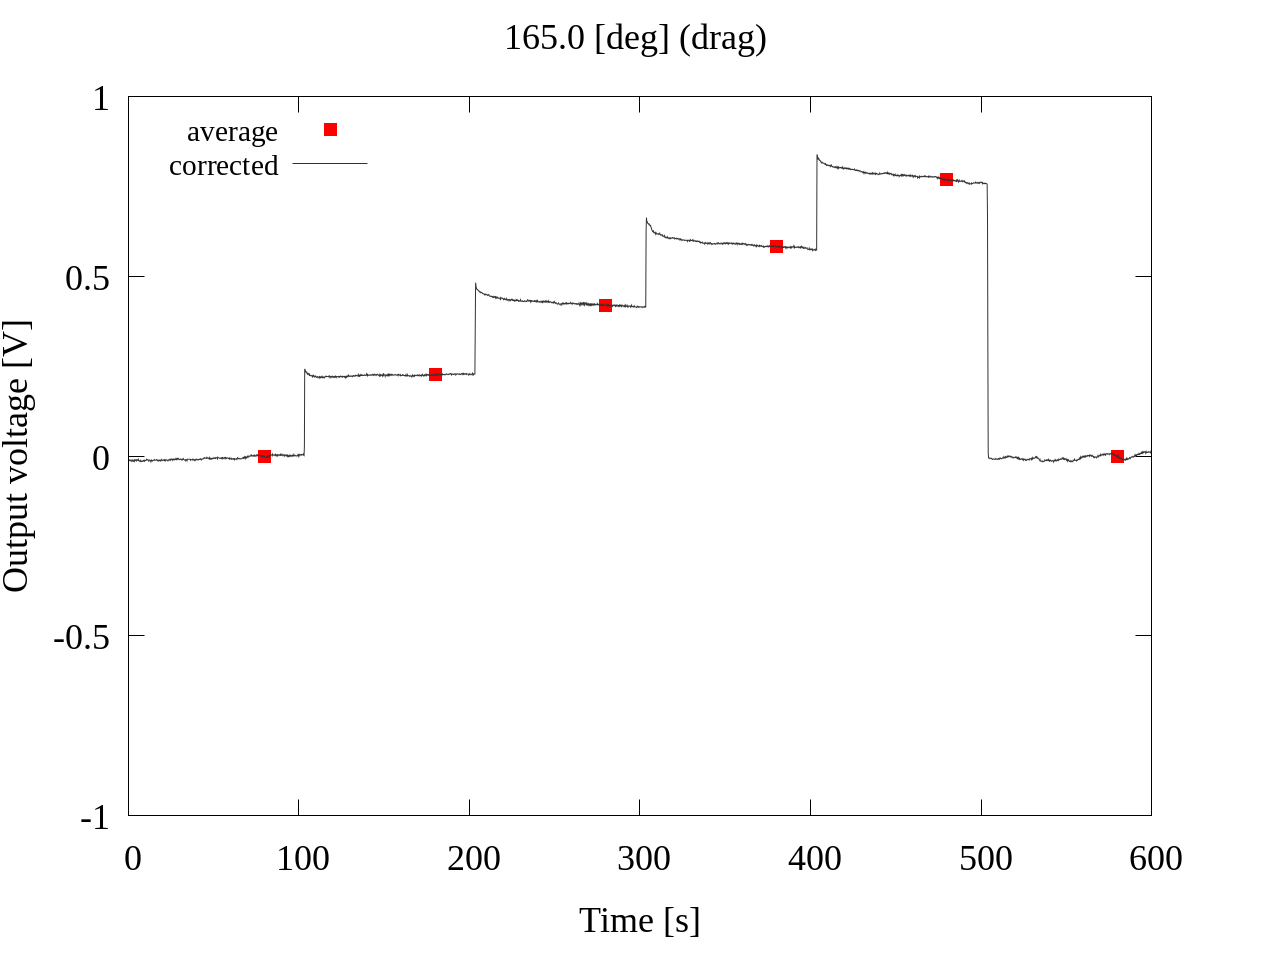 165.0 [deg] (drag)
average
corrected
1
0.5
0
-0.5
-1
Output voltage [V]
0 100 200 300 400 500 600
Time [s]